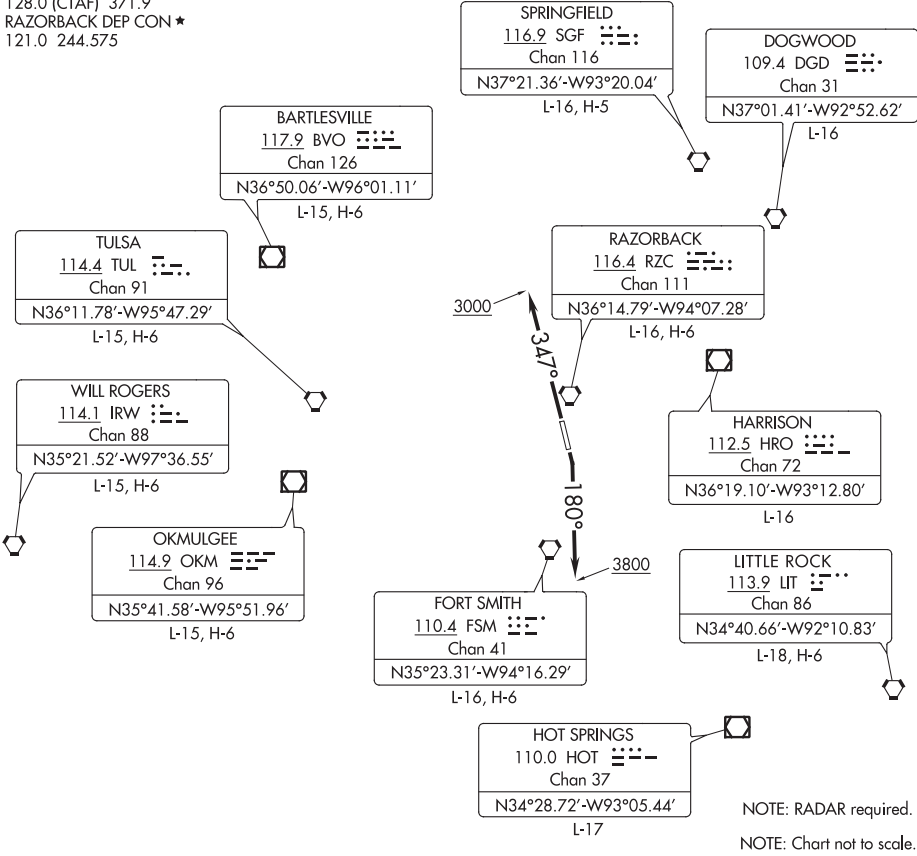 128.0 (CTAF) 371.9
RAZORBACK DEP CON ★
121.0 244.575
SPRINGFIELD
116.9 SGF
Chan 116
N37°21.36′-W93°20.04′
L-16, H-5
DOGWOOD
109.4 DGD
Chan 31
N37°01.41′-W92°52.62′
L-16
BARTLESVILLE
117.9 BVO
Chan 126
N36°50.06′-W96°01.11′
L-15, H-6
TULSA
114.4 TUL
Chan 91
N36°11.78′-W95°47.29′
L-15, H-6
RAZORBACK
116.4 RZC
Chan 111
N36°14.79′-W94°07.28′
L-16, H-6
3000
347°
WILL ROGERS
114.1 IRW
Chan 88
N35°21.52′-W97°36.55′
L-15, H-6
HARRISON
112.5 HRO
Chan 72
N36°19.10′-W93°12.80′
L-16
180°
3800
OKMULGEE
114.9 OKM
Chan 96
N35°41.58′-W95°51.96′
L-15, H-6
FORT SMITH
110.4 FSM
Chan 41
N35°23.31′-W94°16.29′
L-16, H-6
LITTLE ROCK
113.9 LIT
Chan 86
N34°40.66′-W92°10.83′
L-18, H-6
HOT SPRINGS
110.0 HOT
Chan 37
N34°28.72′-W93°05.44′
L-17
NOTE: RADAR required.
NOTE: Chart not to scale.